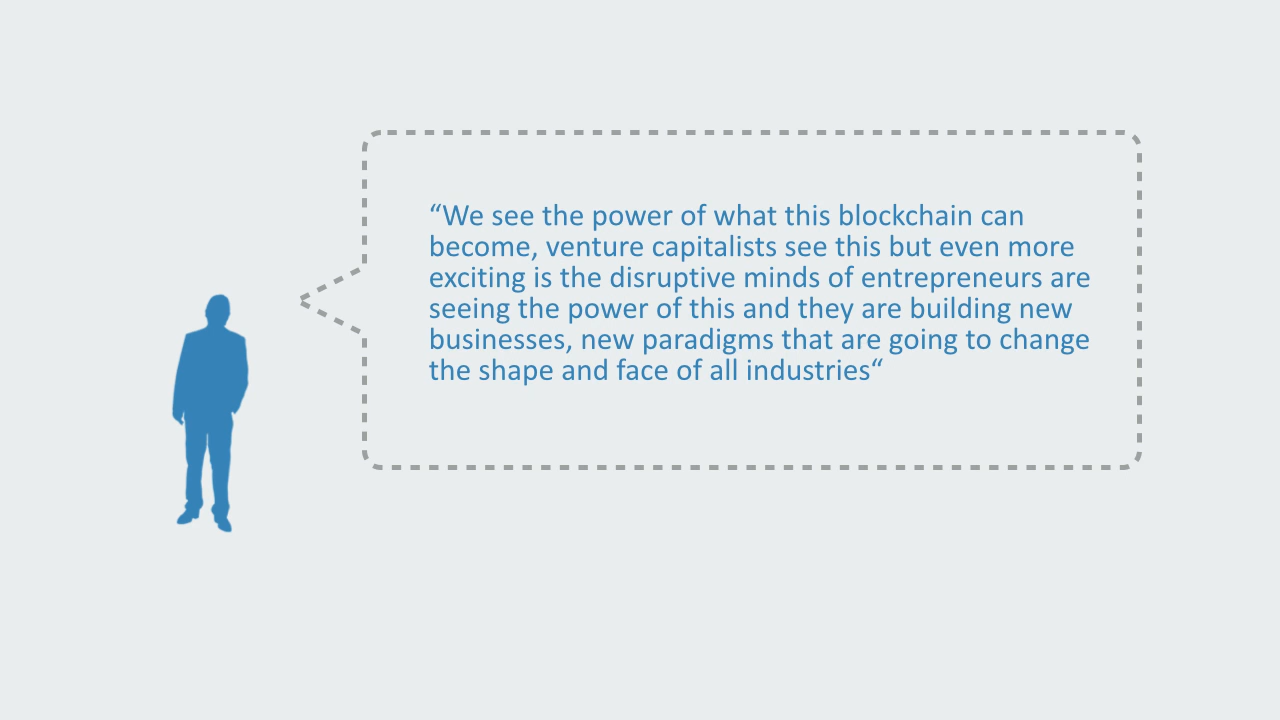 “We see the power of what this blockchain can
become, venture capitalists see this but even more
exciting is the disruptive minds of entrepreneurs are
seeing the power of this and they are building new
businesses, new paradigms that are going to change
the shape and face of all industries“